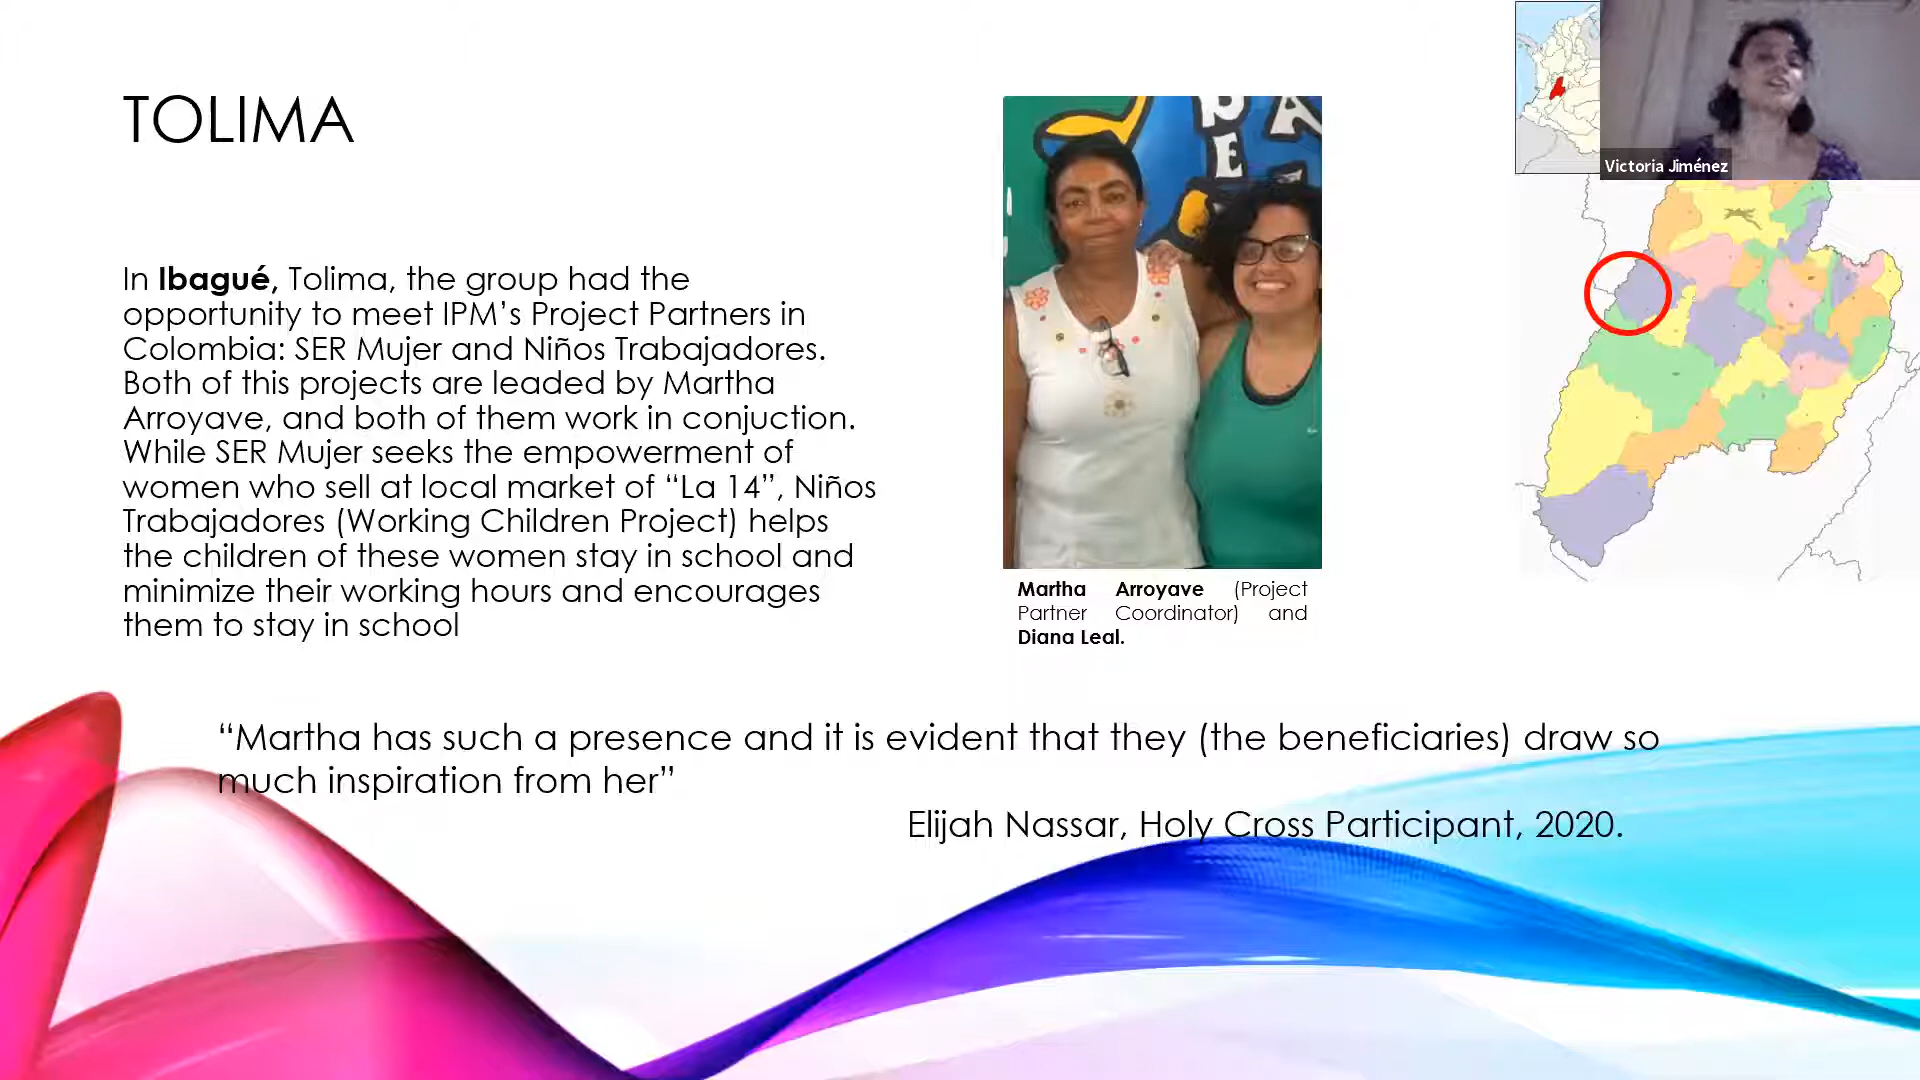 TOLIMA
In Ibagué, Tolima, the group had the
opportunity to meet IPM’s Project Partners in
Colombia: SER Mujer and Niños Trabajadores.
Both of this projects are leaded by Martha
Arroyave, and both of them work in conjuction.
While SER Mujer seeks the empowerment of
women who sell at local market of “La 14”, Niños
Trabajadores (Working Children Project) helps
the children of these women stay in school and
minimize their working hours and encourages
them to stay in school
Martha Arroyave (Project
Partner Coordinator) and
Diana Leal.
Victoria Jiménez
“Martha has such a presence and it is evident that they (the beneficiaries) draw so
much inspiration from her”
Elijah Nassar, Holy Cross Participant, 2020.